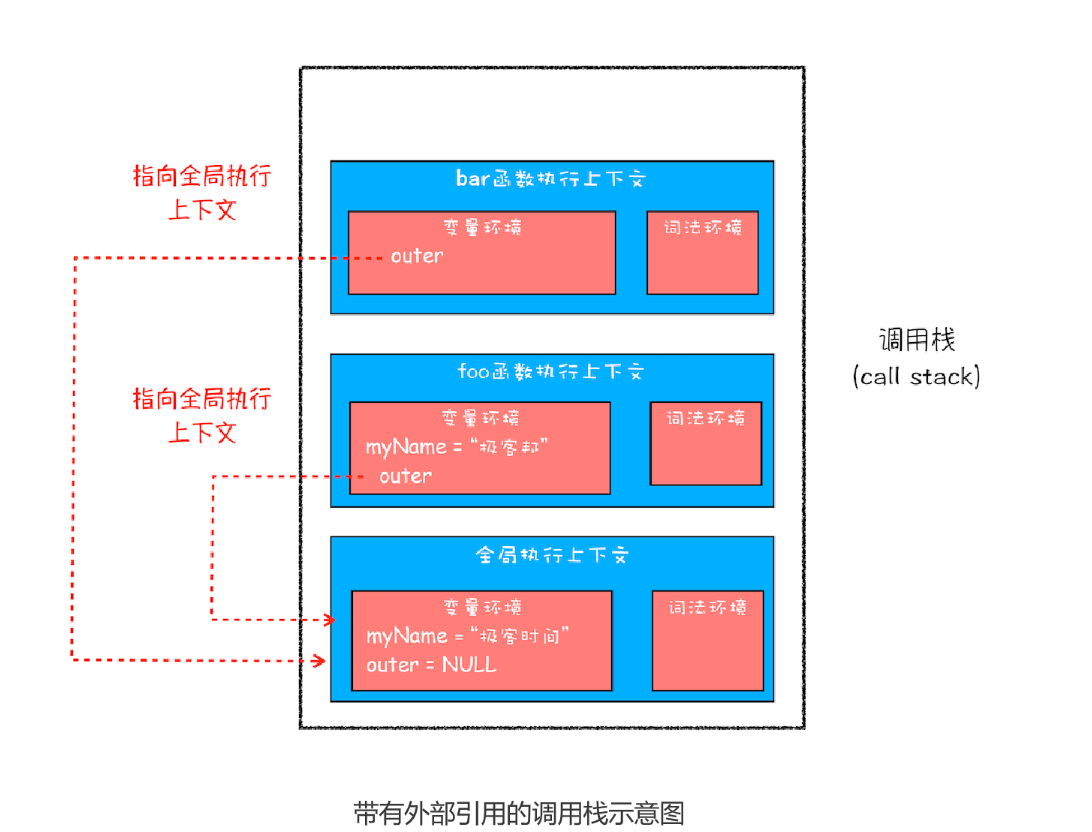 指向全局执行
上下文
bar函数执行上下文
变量环境
outer
词法环境
调用栈
(call stack)
指向全局执行
上下文
foo函数执行上下文
变量环境
myName = “极客邦”
outer
词法环境
全局执行上下文
变量环境
myName = “极客时间”
outer = NULL
词法环境
带有外部引用的调用栈示意图